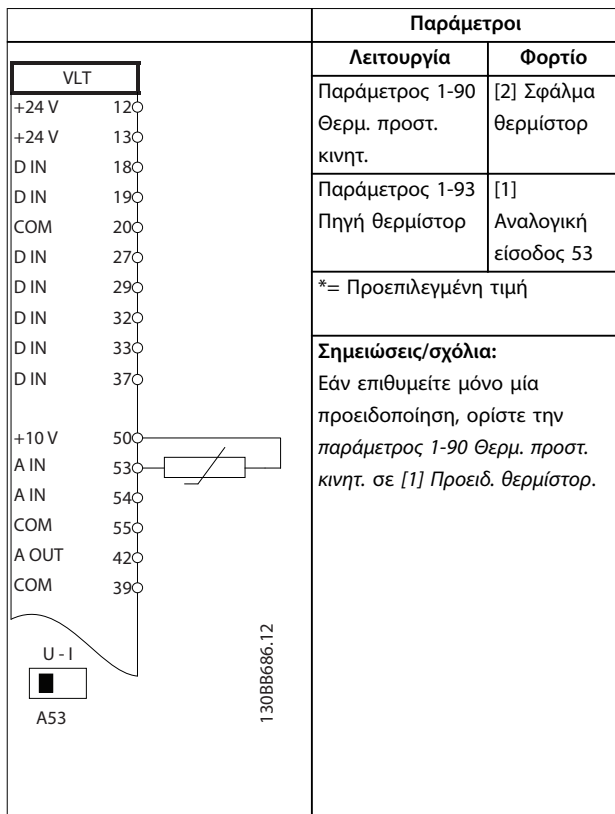 VLT
+24 V 12
+24 V 13
D IN 18
D IN 19
COM 20
D IN 27
D IN 29
D IN 32
D IN 33
D IN 37
+10 V 50
A IN 53
A IN 54
COM 55
A OUT 42
COM 39
U - I
A53
130BB686.12
Παράμετροι
Λειτουργία Φορτίο
Παράμετρος 1-90 [2] Σφάλμα
Θερμ. προστ. θερμίστορ
κινητ.
Παράμετρος 1-93 [1]
Πηγή θερμίστορ Αναλογική
είσοδος 53
*= Προεπιλεγμένη τιμή
Σημειώσεις/σχόλια:
Εάν επιθυμείτε μόνο μία
προειδοποίηση, ορίστε την
παράμετρος 1-90 Θερμ. προστ.
κινητ. σε [1] Προειδ. θερμίστορ.